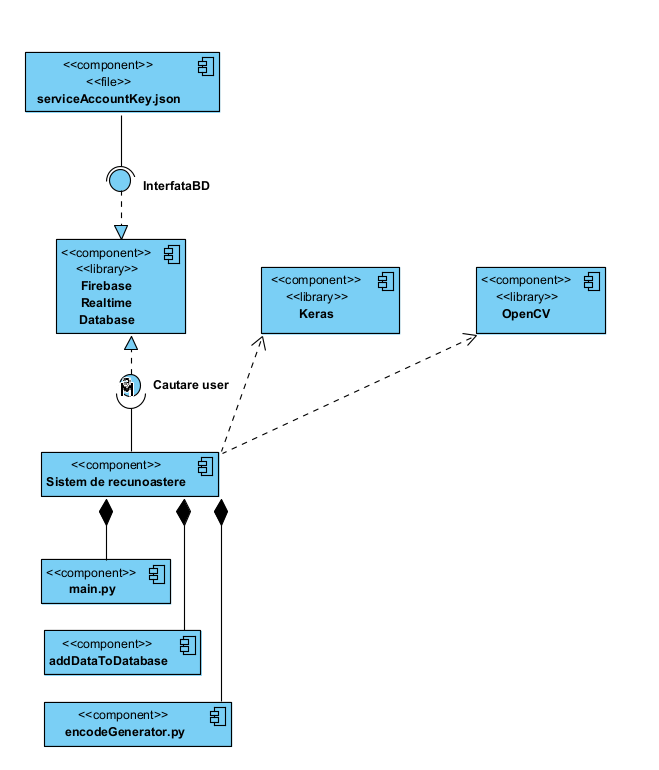 <<component>>
<<file>>
serviceAccountKey.json
InterfataBD
<<component>>
<<library>>
Firebase
Realtime
Database
<<component>>
<<library>>
Keras
<<component>>
<<library>>
OpenCV
Cautare user
<<component>>
Sistem de recunoastere
<<component>>
main.py
<<component>>
addDataToDatabase
<<component>>
encodeGenerator.py